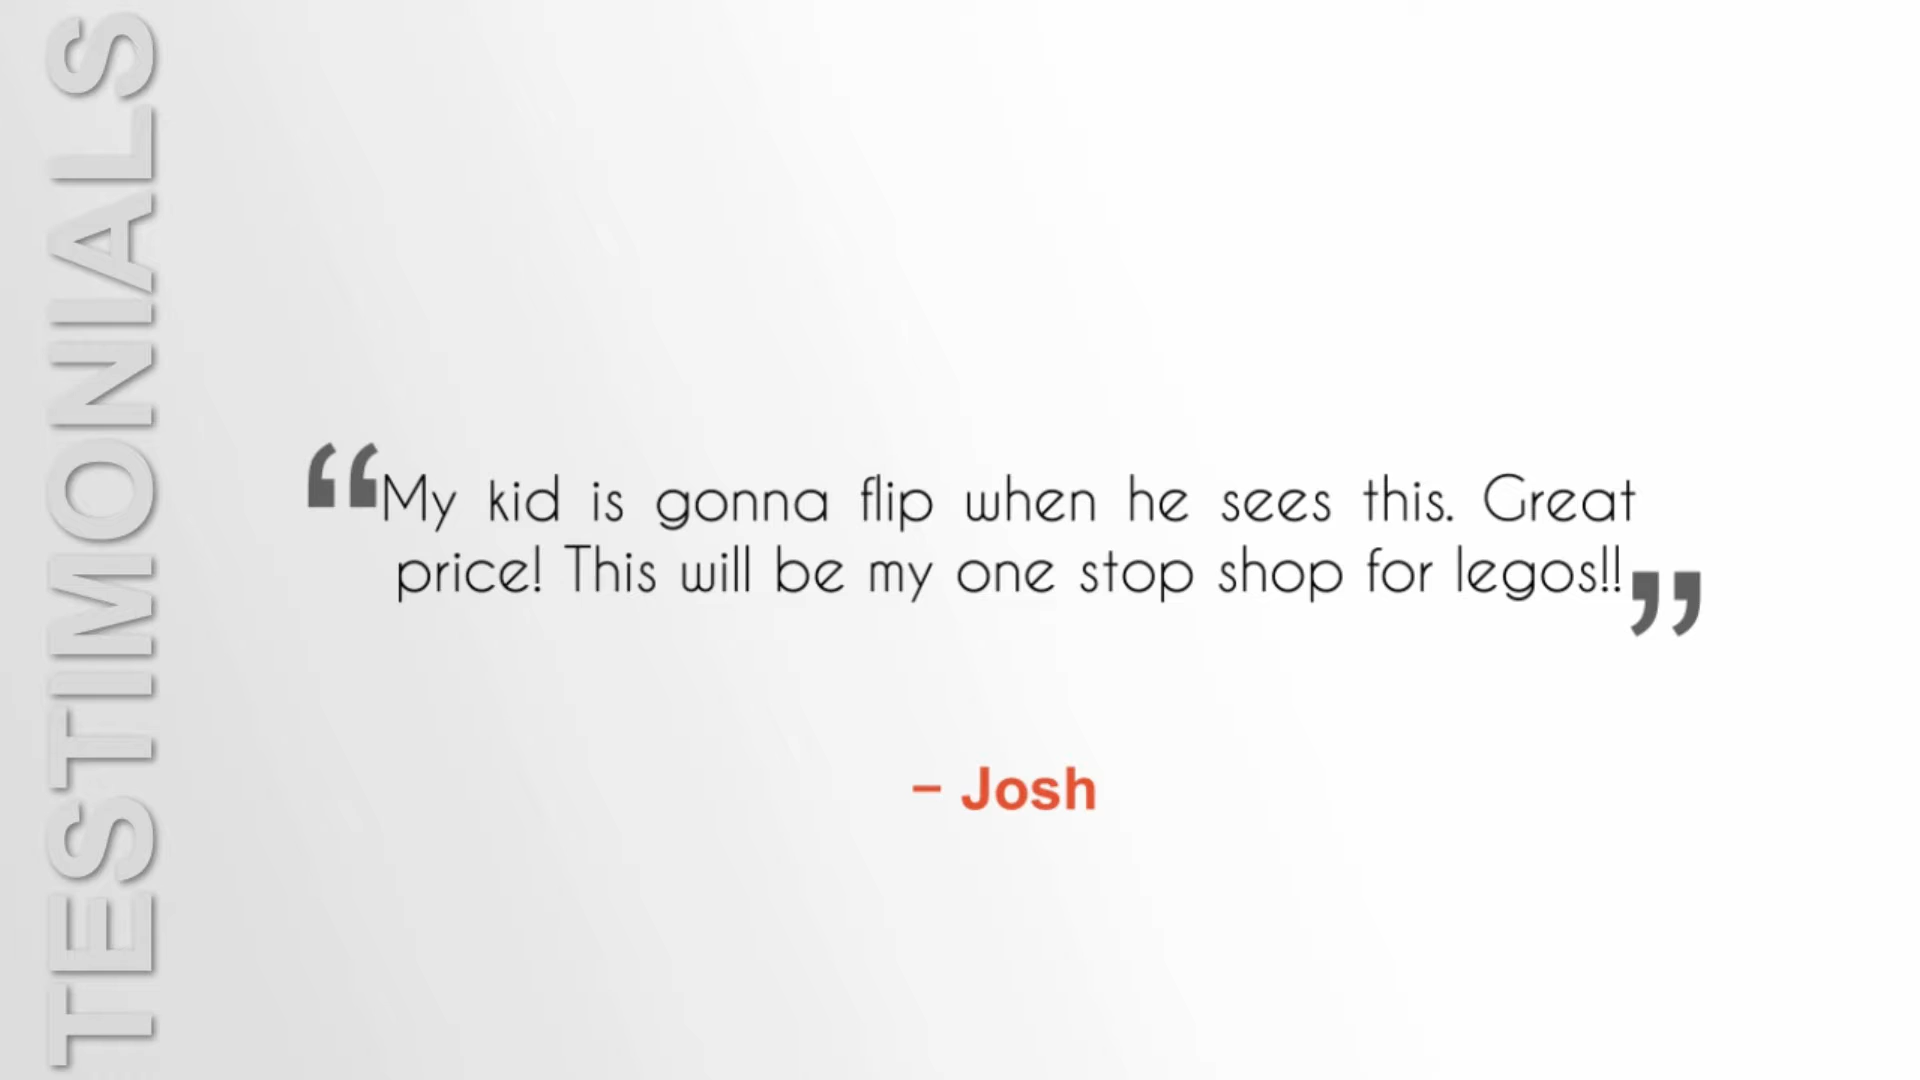 TESTIMONIALS
“My kid is gonna flip when he sees this. Great
price! This will be my one stop shop for legos!!”
– Josh